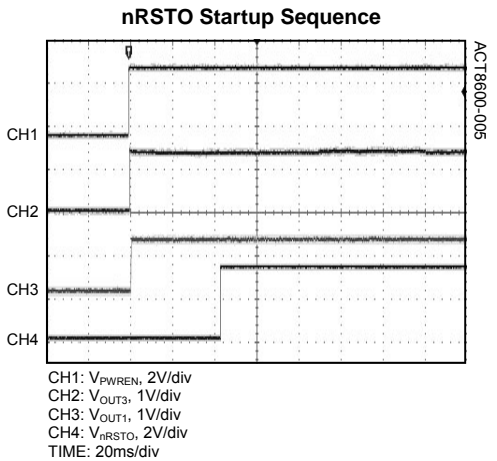 nRSTO Startup Sequence
ACT8600-005
CH1
CH2
CH3
CH4
CH1: VPWREN, 2V/div
CH2: VOUT3, 1V/div
CH3: VOUT1, 1V/div
CH4: VnRSTO, 2V/div
TIME: 20ms/div